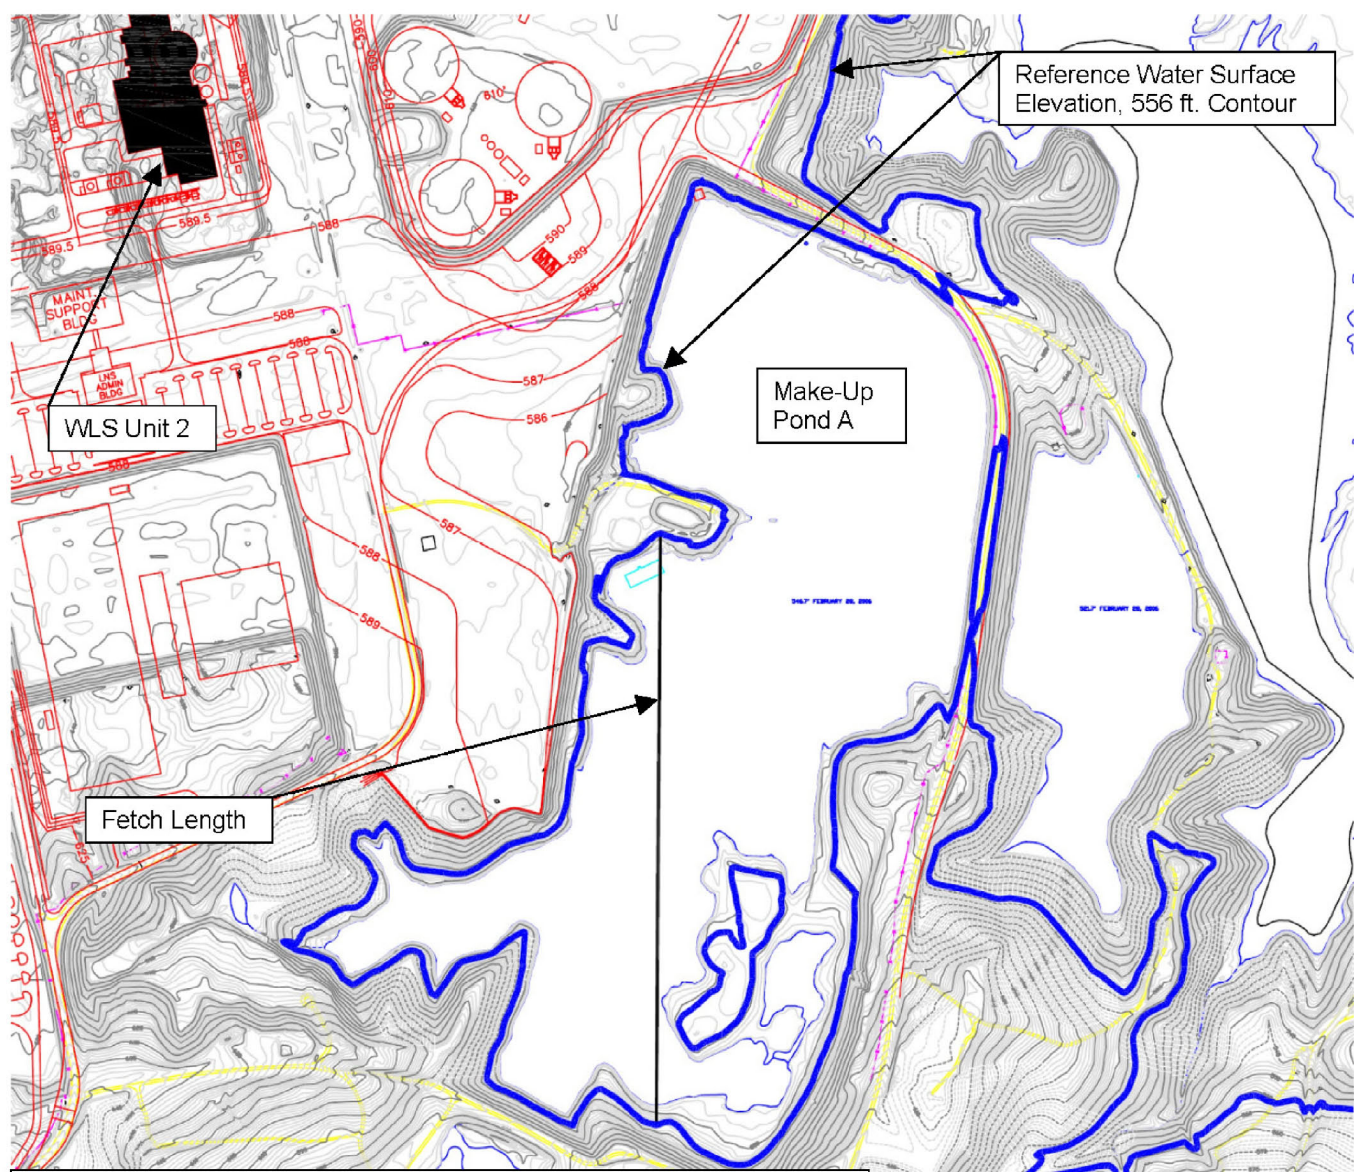 Reference Water Surface
Elevation, 556 ft. Contour
610'
590
589
588
589.5
589.5
588
MAINT.
SUPPORT
BLDG
588
588
LNS
ADMIN
BLDG
587
586
Make-Up
Pond A
WLS Unit 2
588
587
588
589
Fetch Length
625